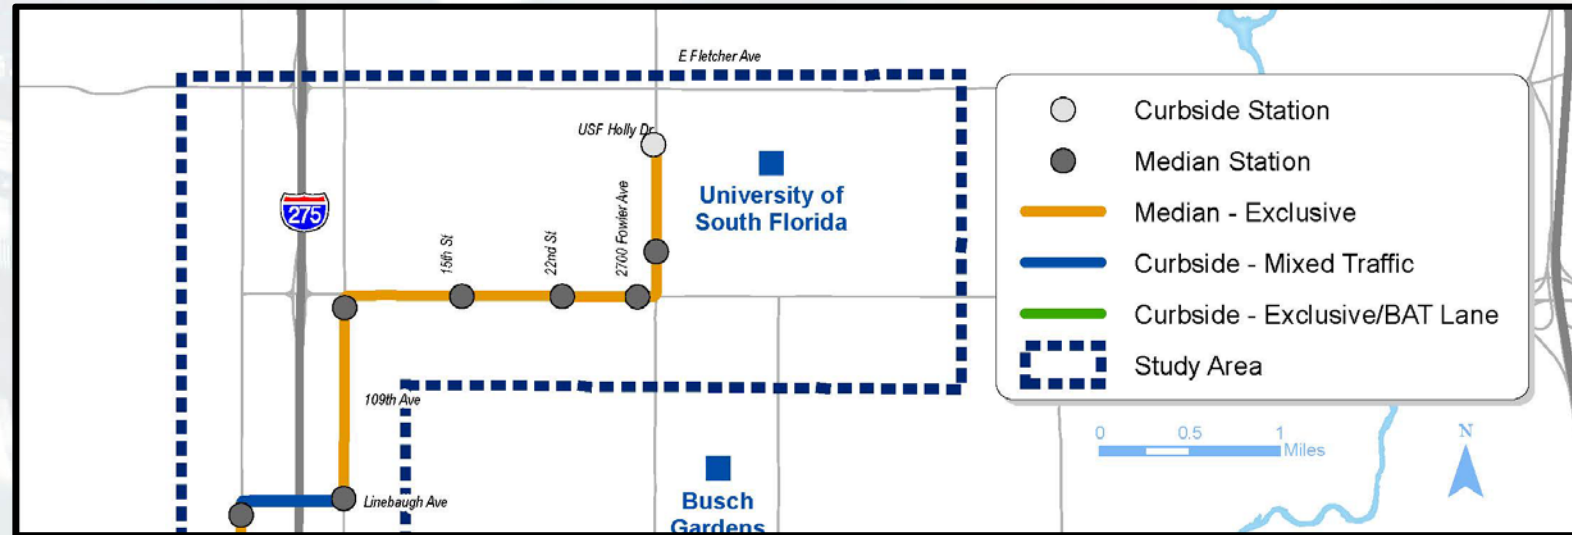 E Fletcher Ave
USF Holly Dr
275
15th St
22nd St
2700 Fowler Ave
University of
South Florida
109th Ave
Linebaugh Ave
Busch
Gardens
Curbside Station
Median Station
Median - Exclusive
Curbside - Mixed Traffic
Curbside - Exclusive/BAT Lane
Study Area
0 0.5 1
Miles
N